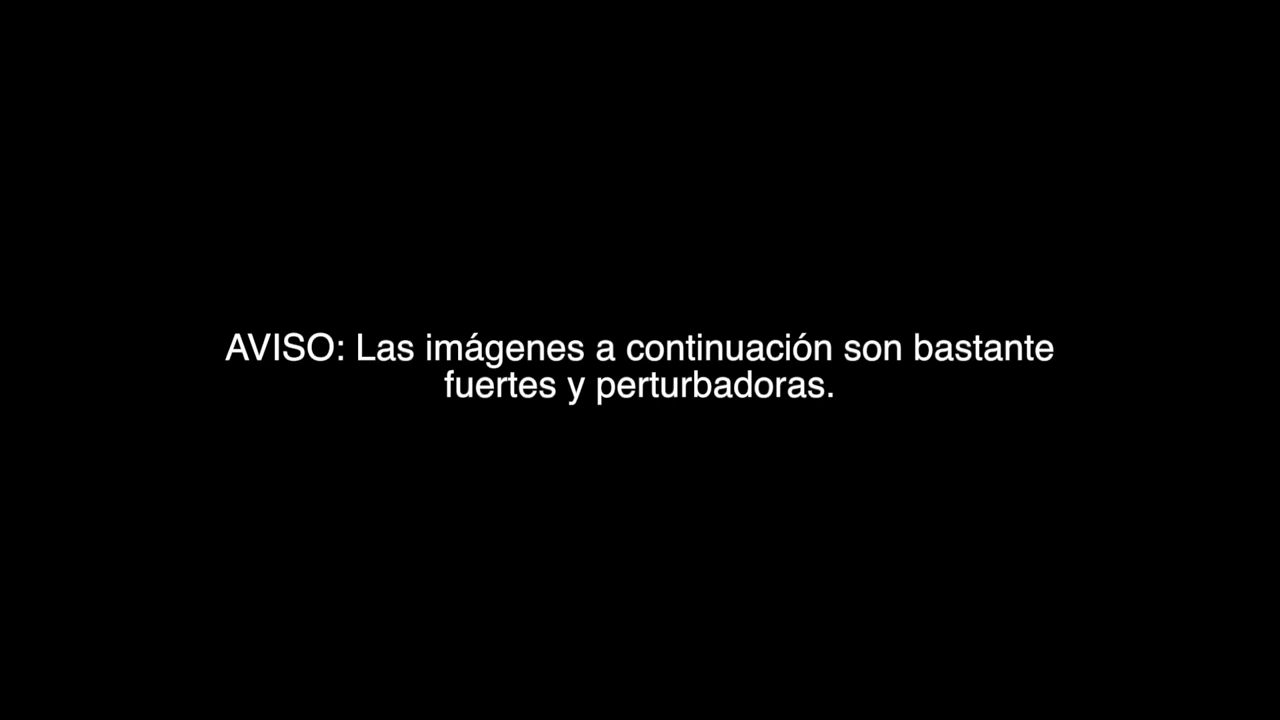 AVISO: Las imágenes a continuación son bastante
fuertes y perturbadoras.